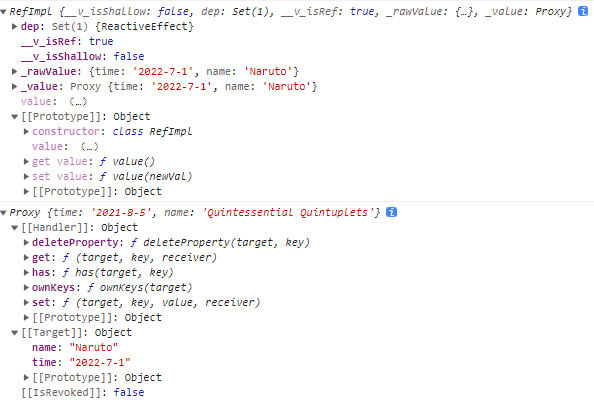 RefImpl {__v_isShallow: false, dep: Set(1), __v_isRef: true, _rawValue: {…}, _value: Proxy} i
dep: Set(1) {ReactiveEffect}
__v_isRef: true
__v_isShallow: false
_rawValue: {time: '2022-7-1', name: 'Naruto'}
_value: Proxy {time: '2022-7-1', name: 'Naruto'}
value: (…)
[[Prototype]]: Object
constructor: class RefImpl
value: (…)
get value: ƒ value()
set value: ƒ value(newVal)
[[Prototype]]: Object
Proxy {time: '2021-8-5', name: 'Quintessential Quintuplets'} i
[[Handler]]: Object
deleteProperty: ƒ deleteProperty(target, key)
get: ƒ (target, key, receiver)
has: ƒ has(target, key)
ownKeys: ƒ ownKeys(target)
set: ƒ (target, key, value, receiver)
[[Prototype]]: Object
[[Target]]: Object
name: "Naruto"
time: "2022-7-1"
[[Prototype]]: Object
[[IsRevoked]]: false